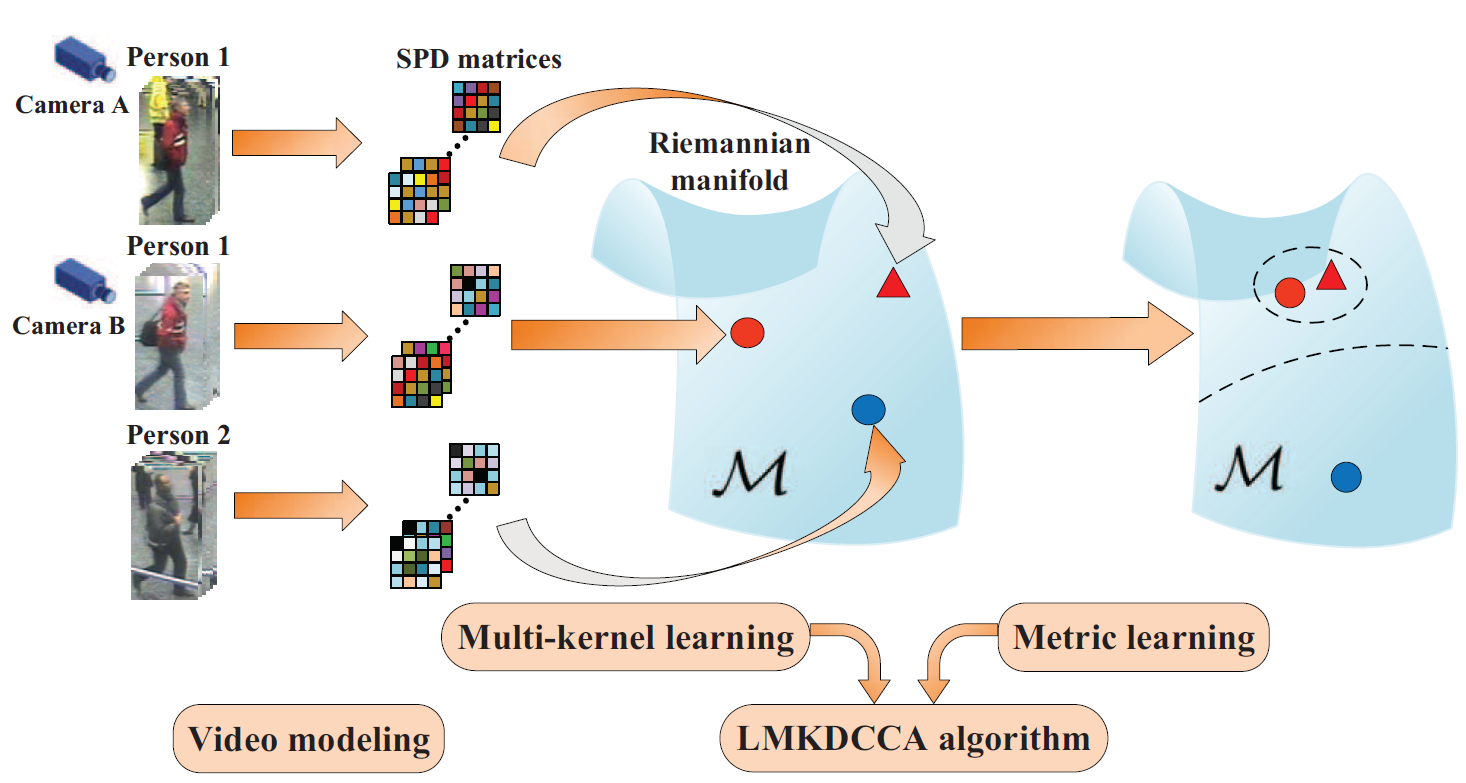 Person 1
SPD matrices
Camera A
Riemannian
manifold
Person 1
Camera B
Person 2
ℳ
ℳ
Multi-kernel learning
Metric learning
Video modeling
LMKDCCA algorithm